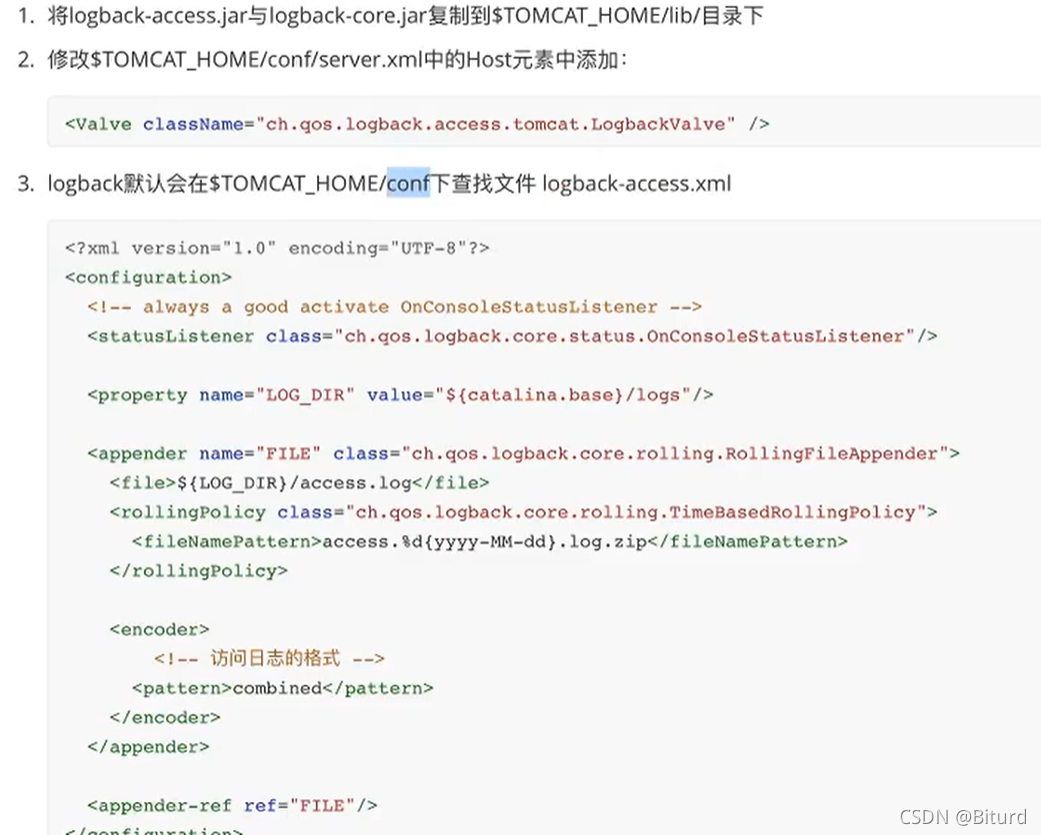 1. 将logback-access.jar与logback-core.jar复制到$TOMCAT_HOME/lib/目录下
2. 修改$TOMCAT_HOME/conf/server.xml中的Host元素中添加：
<Valve className="ch.qos.logback.access.tomcat.LogbackValve" />
3. logback默认会在$TOMCAT_HOME/conf下查找文件 logback-access.xml
<?xml version="1.0" encoding="UTF-8"?>
<configuration>
<!-- always a good activate OnConsoleStatusListener -->
<statusListener class="ch.qos.logback.core.status.OnConsoleStatusListener"/>
<property name="LOG_DIR" value="${catalina.base}/logs"/>
<appender name="FILE" class="ch.qos.logback.core.rolling.RollingFileAppender">
<file>${LOG_DIR}/access.log</file>
<rollingPolicy class="ch.qos.logback.core.rolling.TimeBasedRollingPolicy">
<fileNamePattern>access.%d{yyyy-MM-dd}.log.zip</fileNamePattern>
</rollingPolicy>
<encoder>
<!-- 访问日志的格式 -->
<pattern>combined</pattern>
</encoder>
</appender>
<appender-ref ref="FILE"/>
</configuration>
CSDN @Biturd